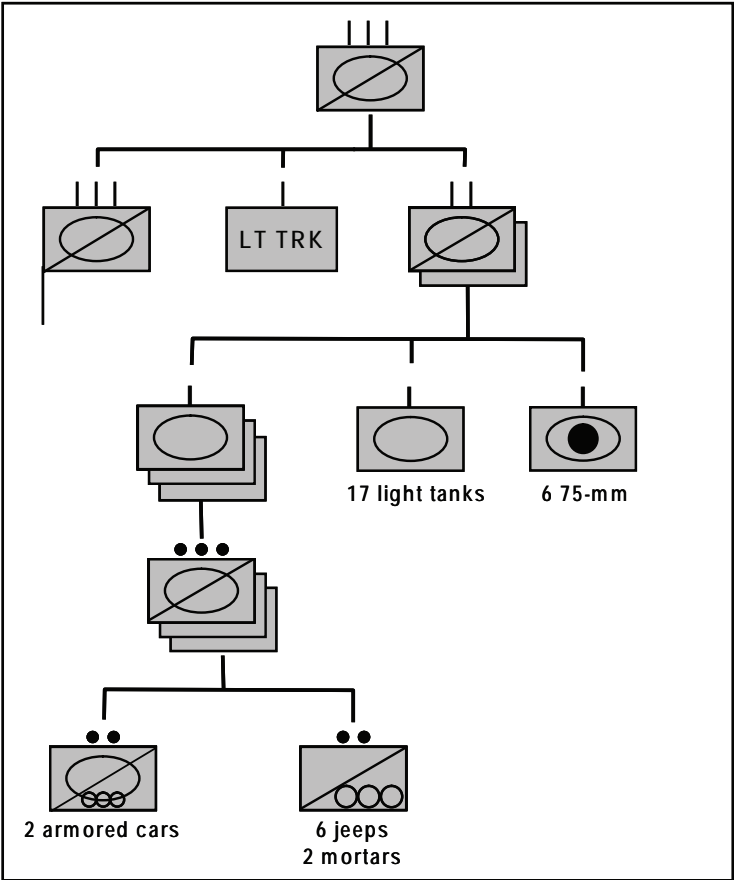 LT TRK
17 light tanks
6 75-mm
2 armored cars
6 jeeps
2 mortars